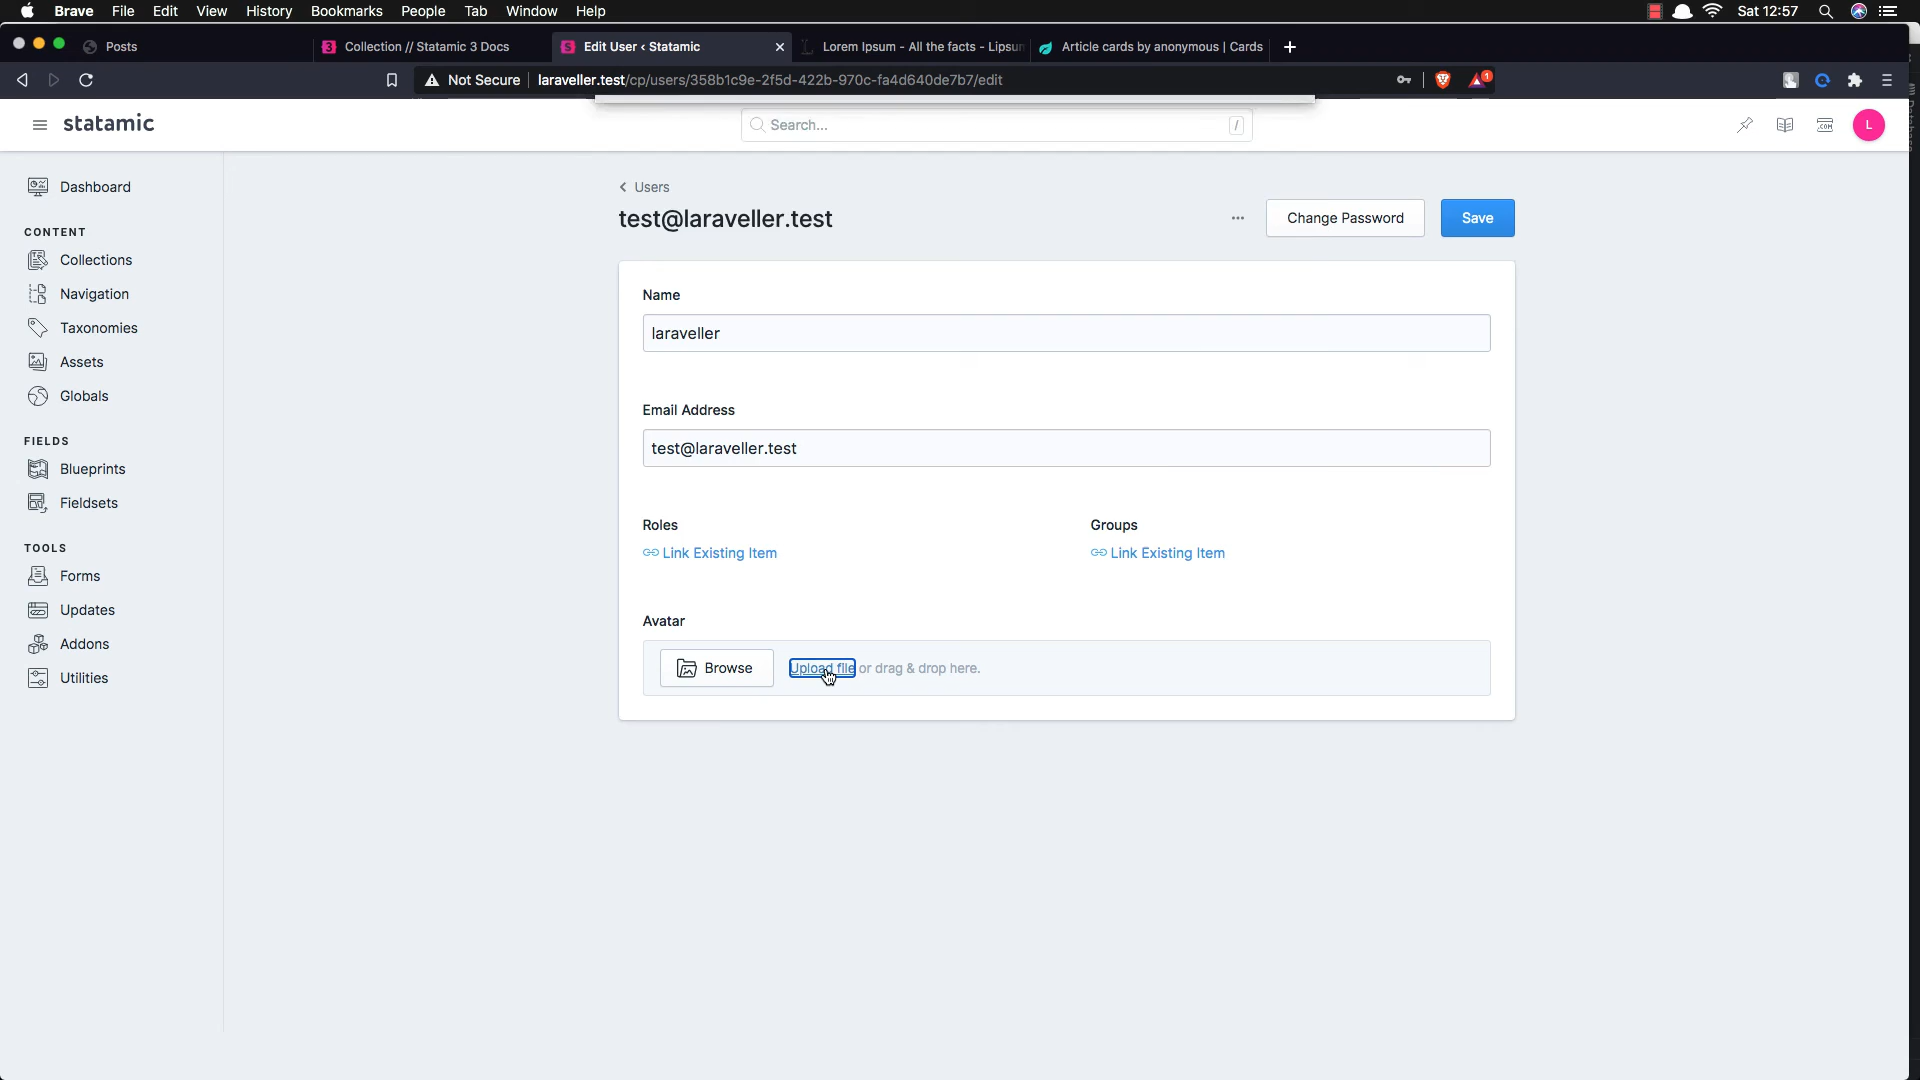 Brave File Edit View History Bookmarks People Tab Window Help Sat 12:57
Posts
Collection // Statamic 3 Docs
Edit User ‹ Statamic
Lorem Ipsum - All the facts - Lipsum
Article cards by anonymous | Cards
Not Secure laraveller.test/cp/users/358b1c9e-2f5d-422b-970c-fa4d640de7b7/edit 1
statamic
Search... /
.COM
L
Dashboard
CONTENT
Collections
Navigation
Taxonomies
Assets
Globals
FIELDS
Blueprints
Fieldsets
TOOLS
Forms
Updates
Addons
Utilities
Users
test@laraveller.test
Change Password
Save
Name
laraveller
Email Address
test@laraveller.test
Roles
Link Existing Item
Groups
Link Existing Item
Avatar
Browse Upload file or drag & drop here.